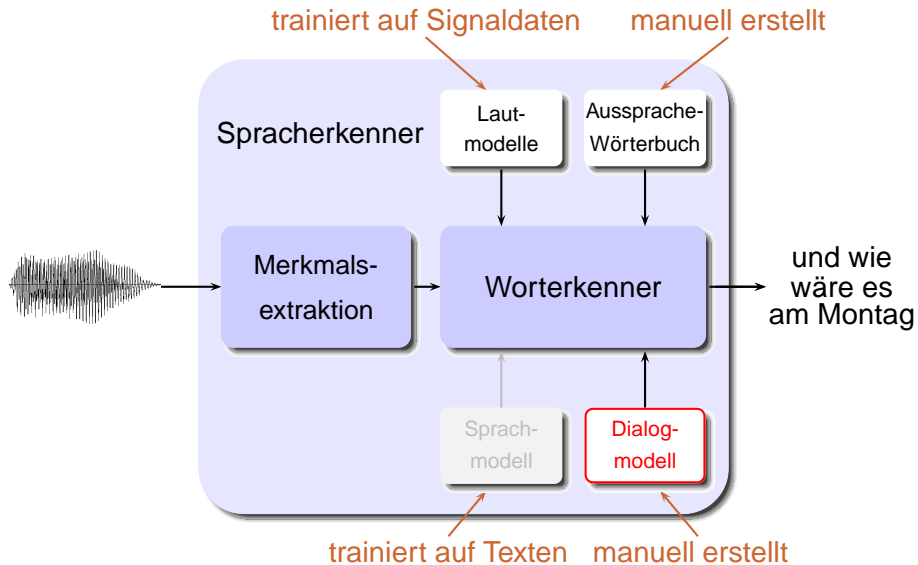 trainiert auf Signaldaten
manuell erstellt
Spracherkenner
Laut-
modelle
Aussprache-
Wörterbuch
Merkmals-
extraktion
Worterkenner
und wie
wäre es
am Montag
Sprach-
modell
Dialog-
modell
trainiert auf Texten
manuell erstellt